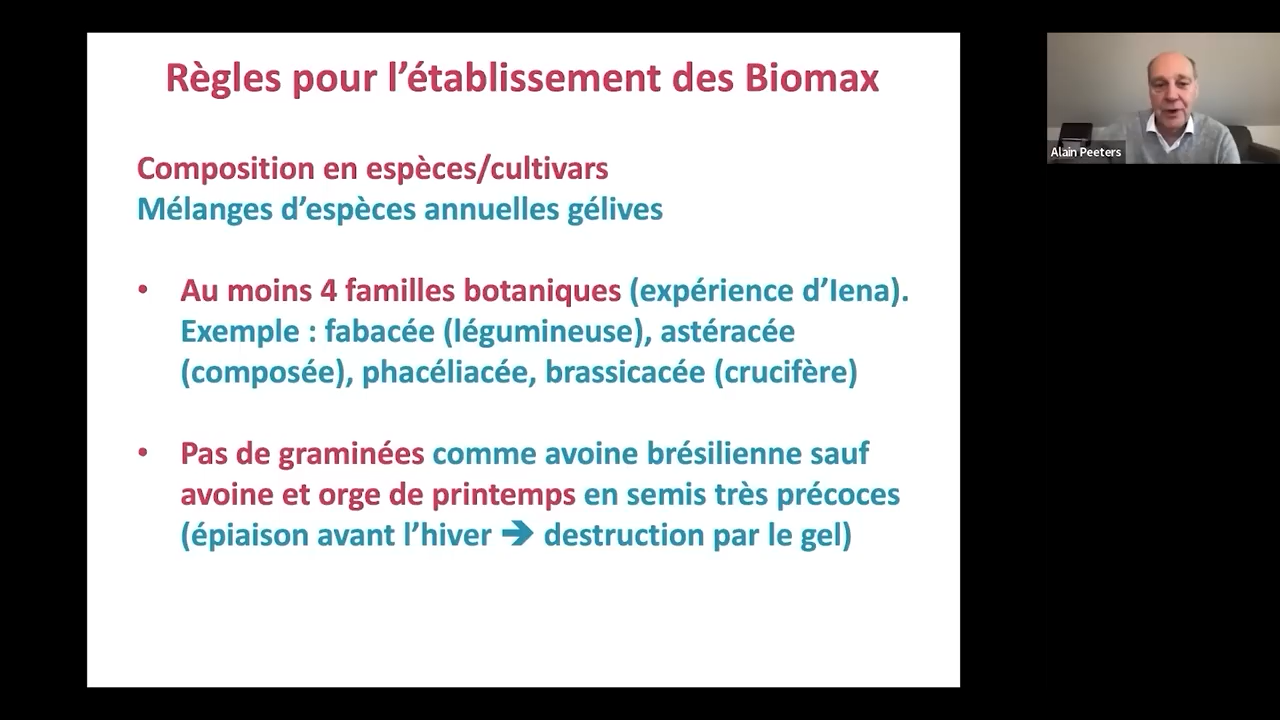 Règles pour l’établissement des Biomax
Composition en espèces/cultivars
Mélanges d’espèces annuelles gélives
• Au moins 4 familles botaniques (expérience d’Iena).
Exemple : fabacée (légumineuse), astéracée
(composée), phacéliacée, brassicacée (crucifère)
• Pas de graminées comme avoine brésilienne sauf
avoine et orge de printemps en semis très précoces
(épiaison avant l’hiver ➔ destruction par le gel)
Alain Peeters